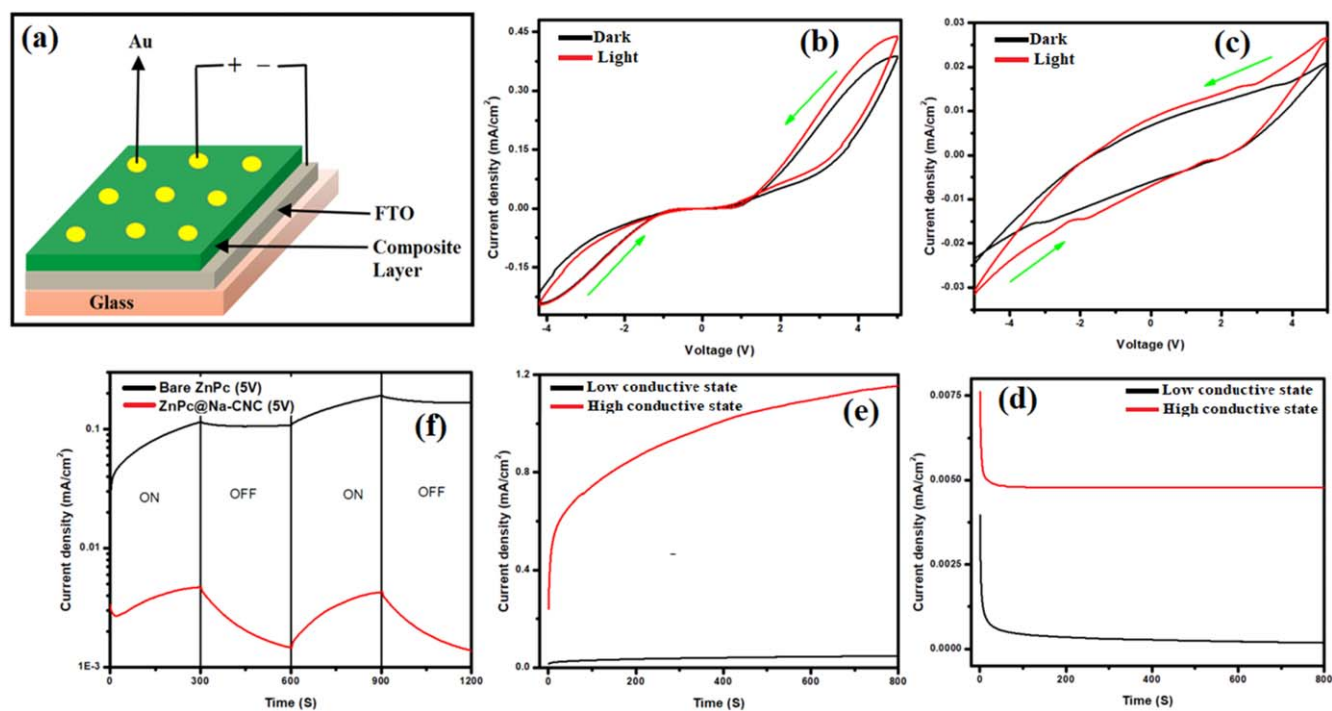 (a)
Au
+ −
FTO
Composite
Layer
Glass
(b)
Dark
Light
Current density (mA/cm²)
0.45
0.30
0.15
0.00
-0.15
-4 -2 0 2 4
Voltage (V)
(c)
Dark
Light
Current density (mA/cm²)
0.03
0.02
0.01
0.00
-0.01
-0.02
-0.03
-4 -2 0 2 4
Voltage (V)
Bare ZnPc (5V)
ZnPc@Na-CNC (5V)
(f)
ON OFF ON OFF
Current density (mA/cm²)
0.1
0.01
1E-3
0 300 600 900 1200
Time (S)
Low conductive state
High conductive state
(e)
Current density (mA/cm²)
1.2
0.8
0.4
0.0
0 200 400 600 800
Time (S)
Low conductive state
High conductive state
(d)
Current density (mA/cm²)
0.0075
0.0050
0.0025
0.0000
0 200 400 600 800
Time (S)